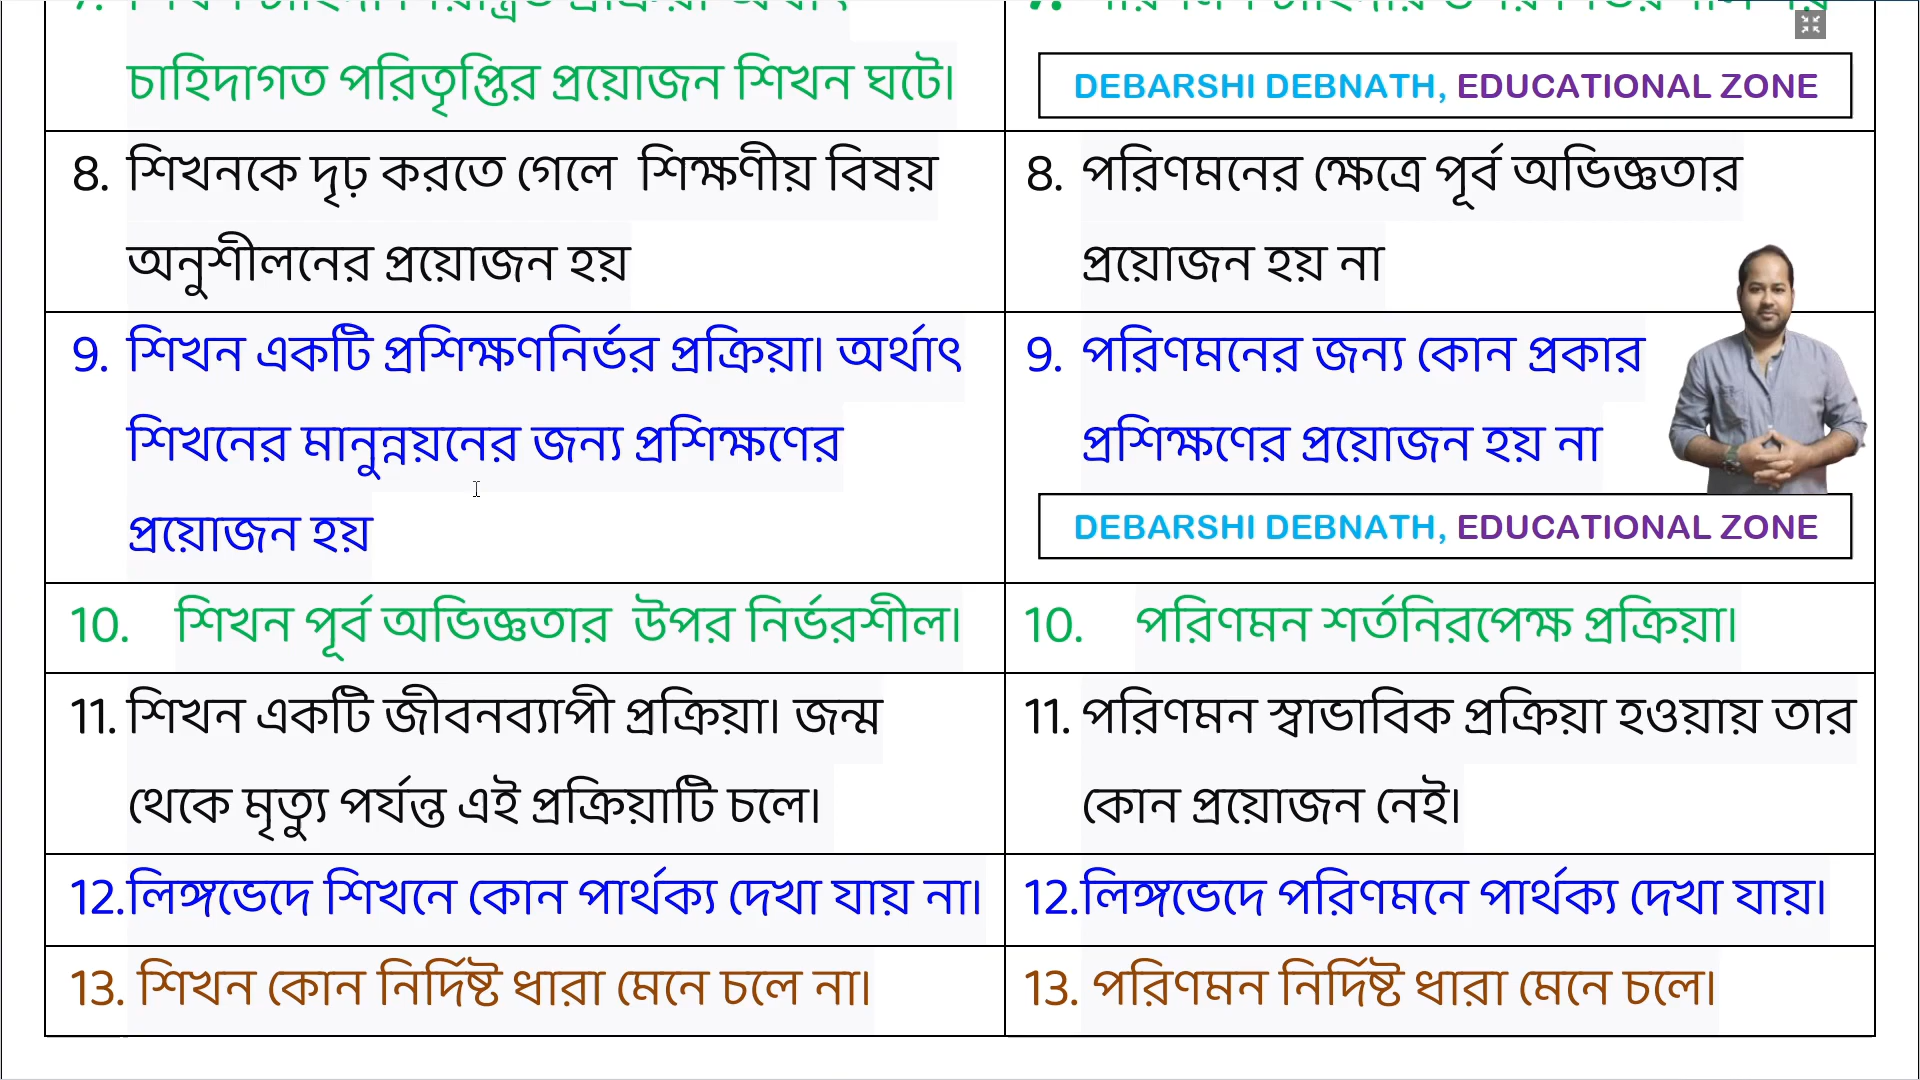 চাহিদাগত পরিতৃপ্তির প্রয়োজন শিখন ঘটে।
DEBARSHI DEBNATH, EDUCATIONAL ZONE
8. শিখনকে দৃঢ় করতে গেলে শিক্ষণীয় বিষয়
অনুশীলনের প্রয়োজন হয়
8. পরিণমনের ক্ষেত্রে পূর্ব অভিজ্ঞতার
প্রয়োজন হয় না
9. শিখন একটি প্রশিক্ষণনির্ভর প্রক্রিয়া। অর্থাৎ
শিখনের মানুন্নয়নের জন্য প্রশিক্ষণের
প্রয়োজন হয়
9. পরিণমনের জন্য কোন প্রকার
প্রশিক্ষণের প্রয়োজন হয় না
DEBARSHI DEBNATH, EDUCATIONAL ZONE
10. শিখন পূর্ব অভিজ্ঞতার উপর নির্ভরশীল।
10. পরিণমন শর্তনিরপেক্ষ প্রক্রিয়া।
11. শিখন একটি জীবনব্যাপী প্রক্রিয়া। জন্ম
থেকে মৃত্যু পর্যন্ত এই প্রক্রিয়াটি চলে।
11. পরিণমন স্বাভাবিক প্রক্রিয়া হওয়ায় তার
কোন প্রয়োজন নেই।
12.লিঙ্গভেদে শিখনে কোন পার্থক্য দেখা যায় না।
12.লিঙ্গভেদে পরিণমনে পার্থক্য দেখা যায়।
13. শিখন কোন নির্দিষ্ট ধারা মেনে চলে না।
13. পরিণমন নির্দিষ্ট ধারা মেনে চলে।